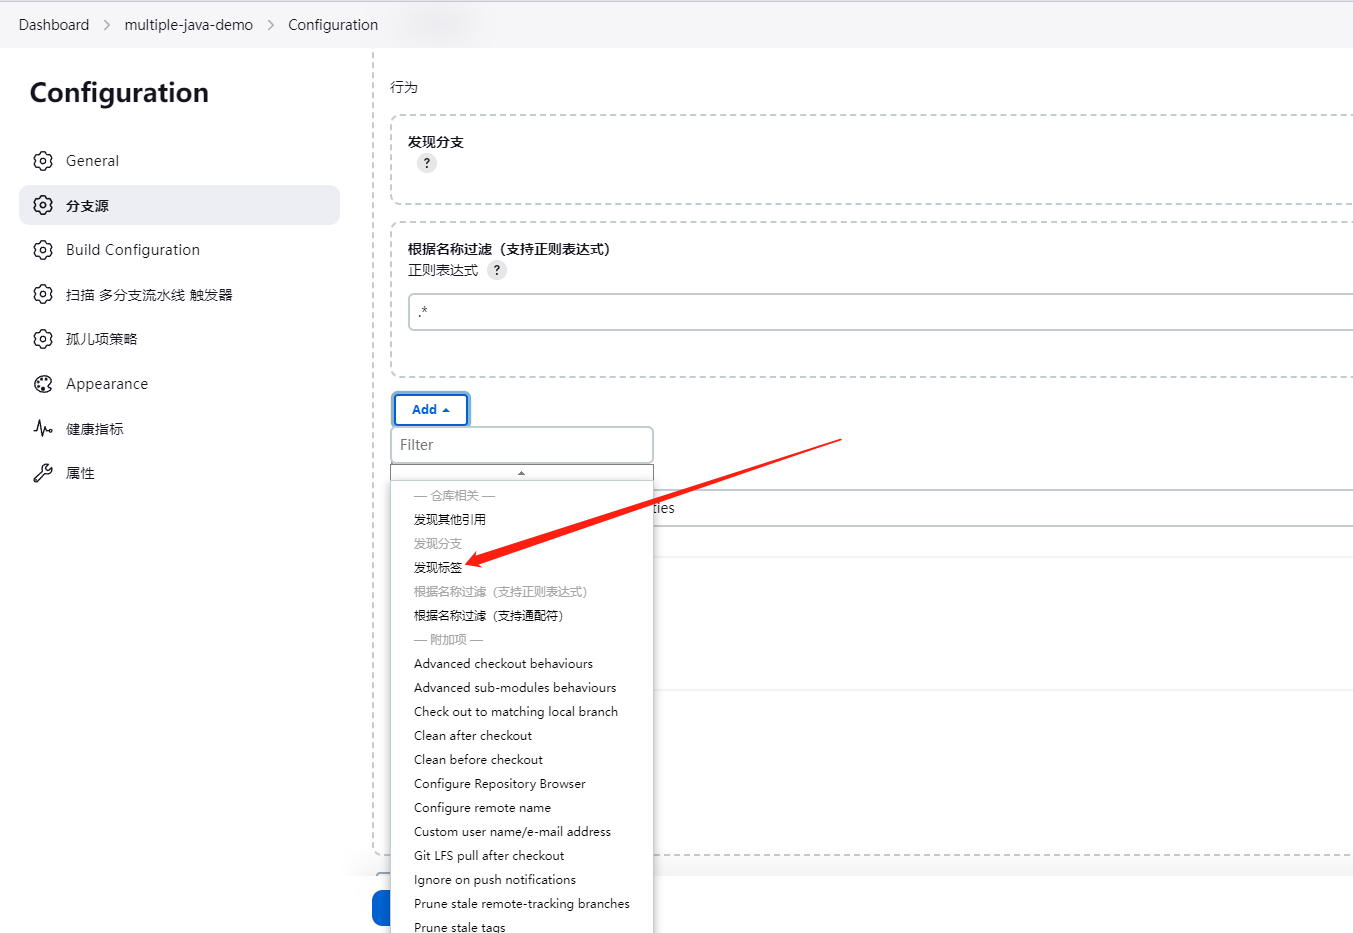 Dashboard > multiple-java-demo > Configuration
Configuration
General
分支源
Build Configuration
扫描 多分支流水线 触发器
孤儿项策略
Appearance
健康指标
属性
行为
发现分支
?
根据名称过滤（支持正则表达式）
正则表达式 ?
.*
Add
Filter
— 仓库相关 —
发现其他引用
发现分支
发现标签
根据名称过滤（支持正则表达式）
根据名称过滤（支持通配符）
— 附加项 —
Advanced checkout behaviours
Advanced sub-modules behaviours
Check out to matching local branch
Clean after checkout
Clean before checkout
Configure Repository Browser
Configure remote name
Custom user name/e-mail address
Git LFS pull after checkout
Ignore on push notifications
Prune stale remote-tracking branches
Prune stale tags